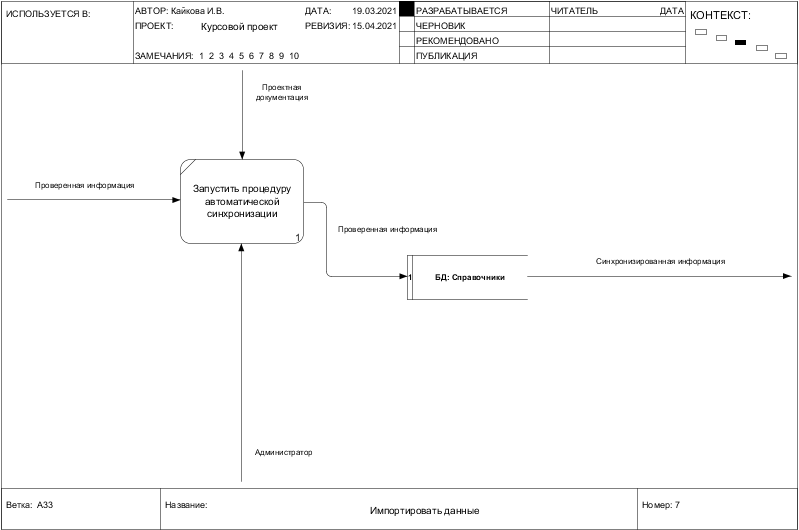 ИСПОЛЬЗУЕТСЯ В:
АВТОР: Кайкова И.В.
ДАТА: 19.03.2021
ПРОЕКТ: Курсовой проект
РЕВИЗИЯ: 15.04.2021
ЗАМЕЧАНИЯ: 1 2 3 4 5 6 7 8 9 10
РАЗРАБАТЫВАЕТСЯ
ЧЕРНОВИК
РЕКОМЕНДОВАНО
ПУБЛИКАЦИЯ
ЧИТАТЕЛЬ ДАТА
КОНТЕКСТ:
Проектная
документация
Проверенная информация
Запустить процедуру
автоматической
синхронизации
1
Проверенная информация
1 БД: Справочники
Синхронизированная информация
Администратор
Ветка: A33
Название: Импортировать данные
Номер: 7